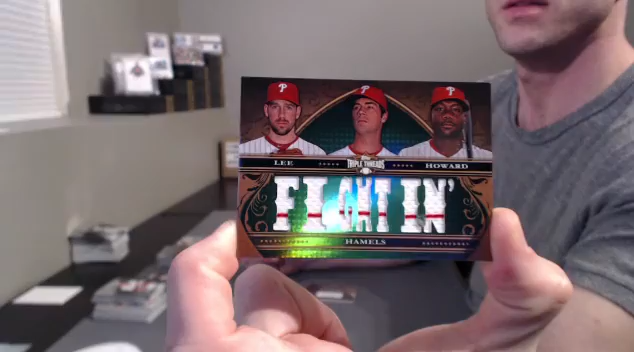 P P P
LEE TRIPLE THREADS HOWARD
FIGHTIN'
HAMELS